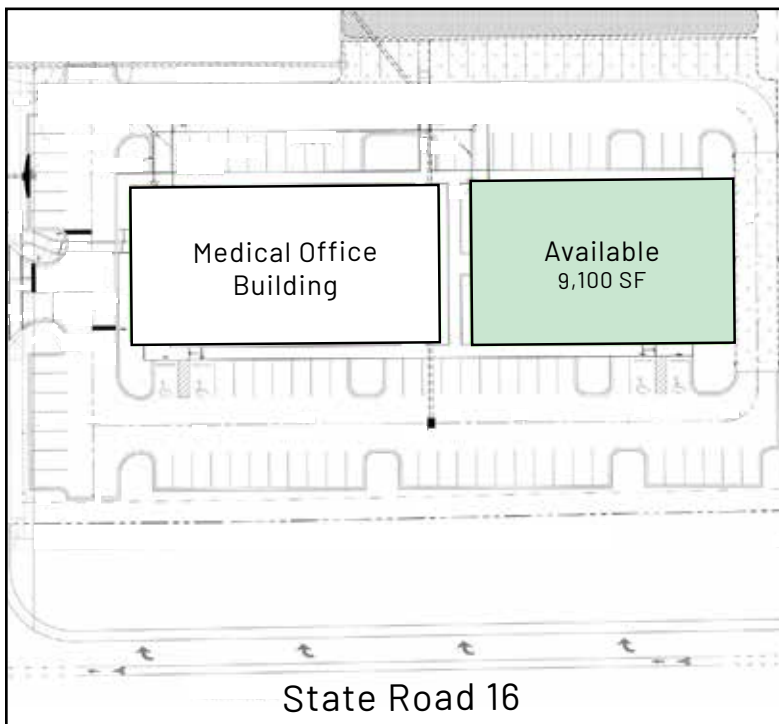 Medical Office
Building
Available
9,100 SF
State Road 16